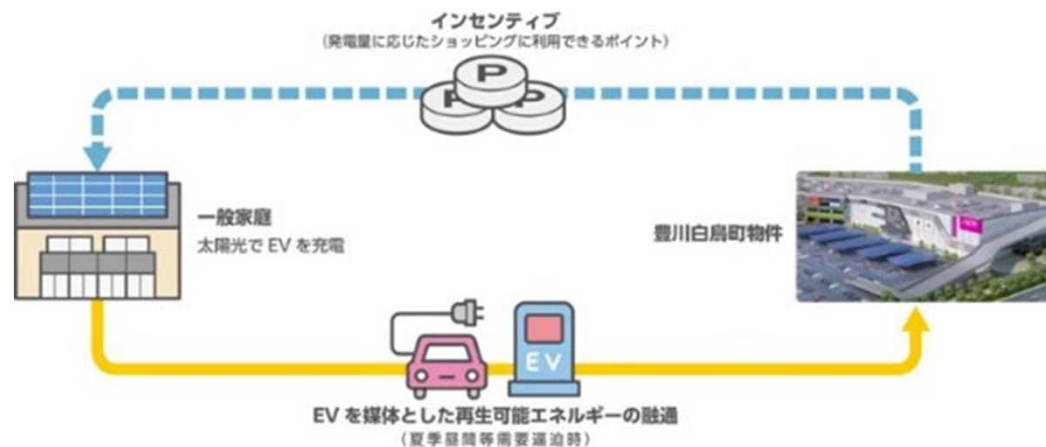 インセンティブ
(発電量に応じたショッピングに利用できるポイント)
P
P P
一般家庭
太陽光でEVを充電
豊川白鳥町物件
EV
EVを媒体とした再生可能エネルギーの融通
(夏季昼間等需要逼迫時)